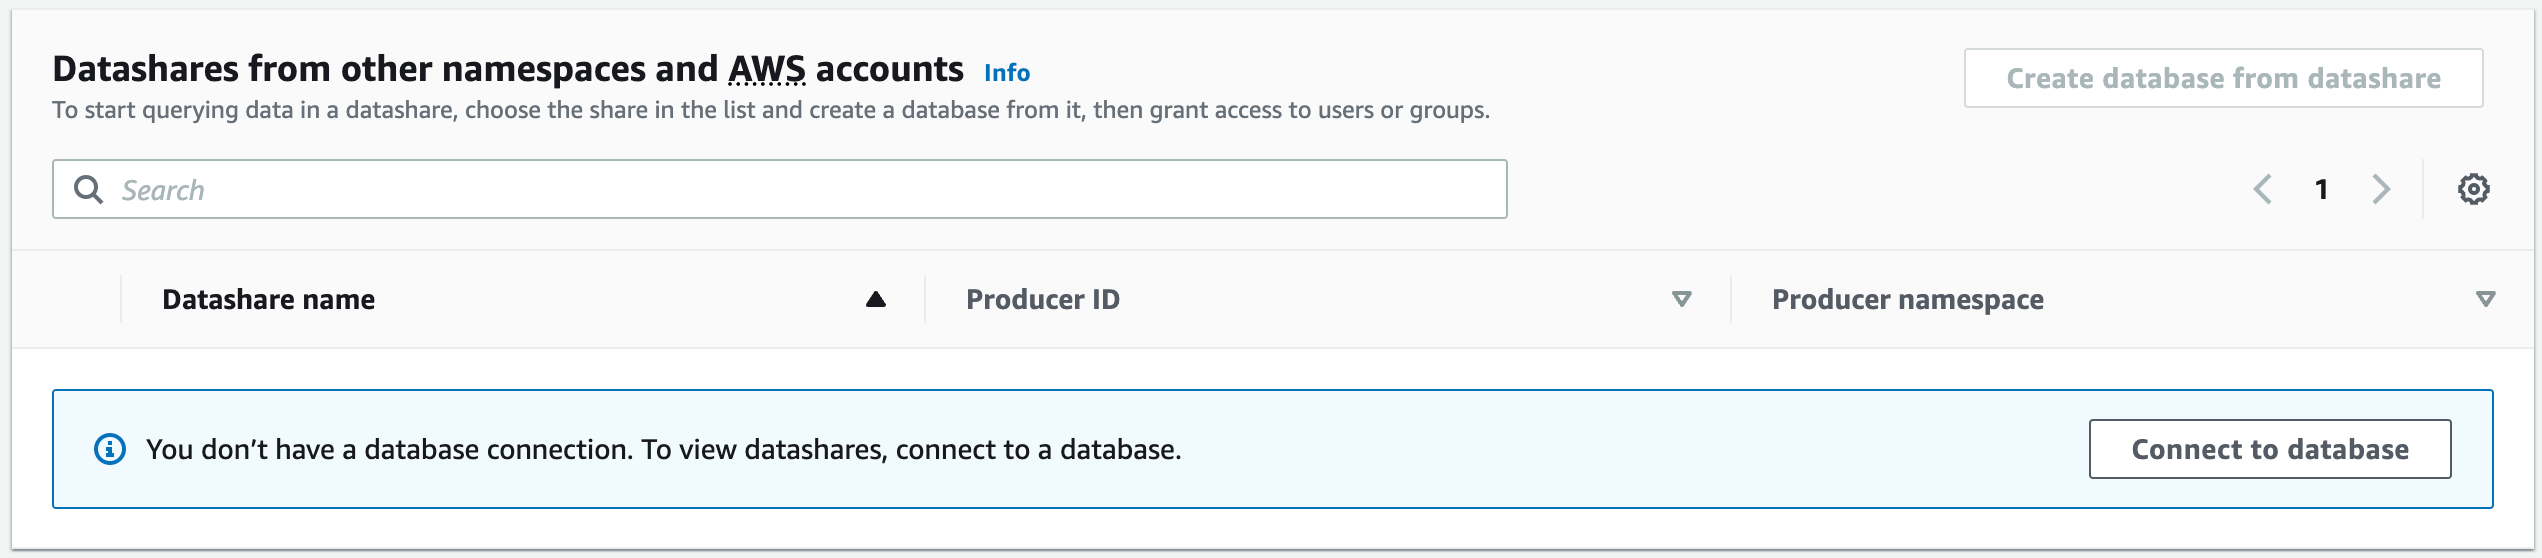 Datashares from other namespaces and AWS accounts Info
Create database from datashare
To start querying data in a datashare, choose the share in the list and create a database from it, then grant access to users or groups.
Search
1
Datashare name
Producer ID
Producer namespace
You don’t have a database connection. To view datashares, connect to a database.
Connect to database